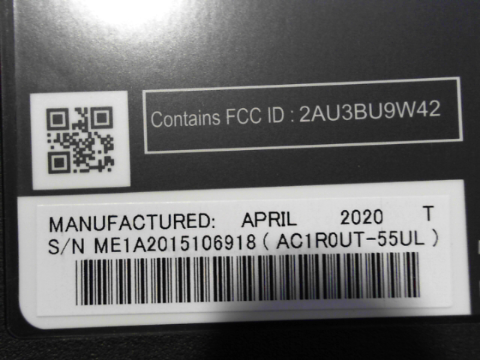 Contains FCC ID : 2AU3BU9W42
MANUFACTURED: APRIL 2020 T
S/N ME1A2015106918 ( AC1R0UT-55UL )